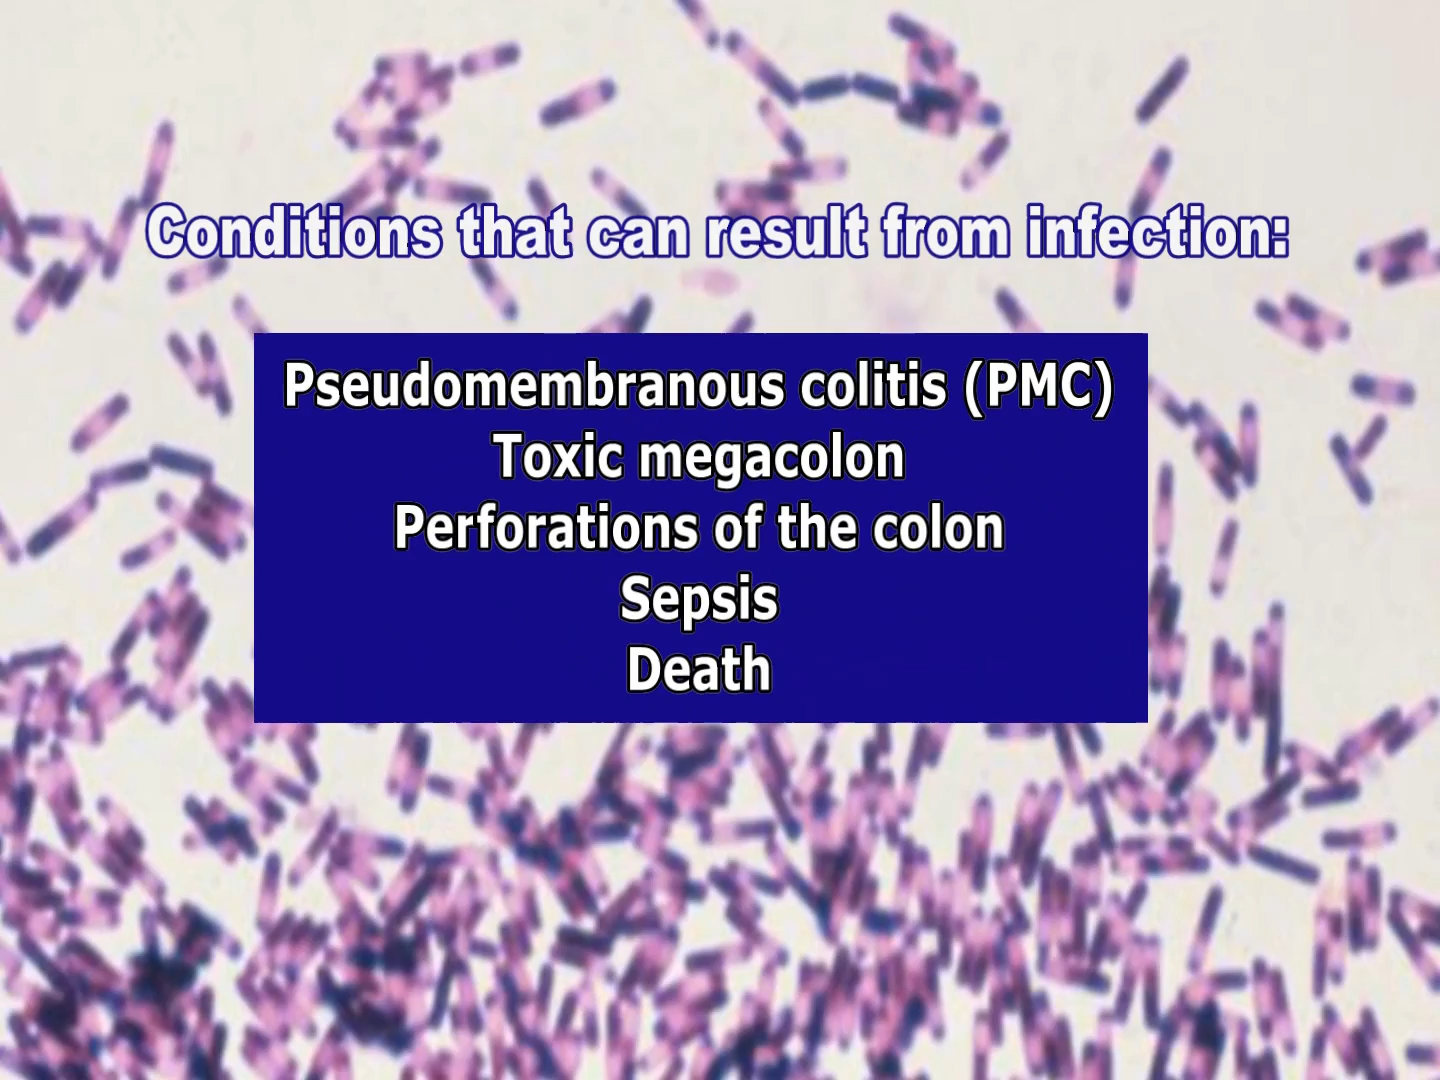 Conditions that can result from infection:
Pseudomembranous colitis (PMC)
Toxic megacolon
Perforations of the colon
Sepsis
Death